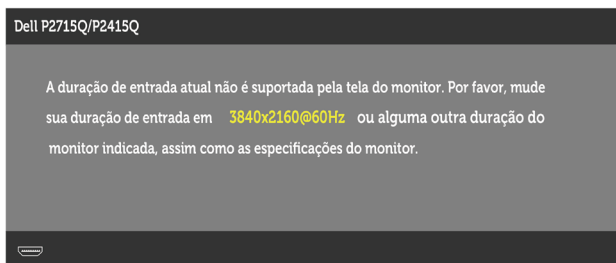 Dell P2715Q/P2415Q
A duração de entrada atual não é suportada pela tela do monitor. Por favor, mude
sua duração de entrada em 3840x2160@60Hz ou alguma outra duração do
monitor indicada, assim como as especificações do monitor.